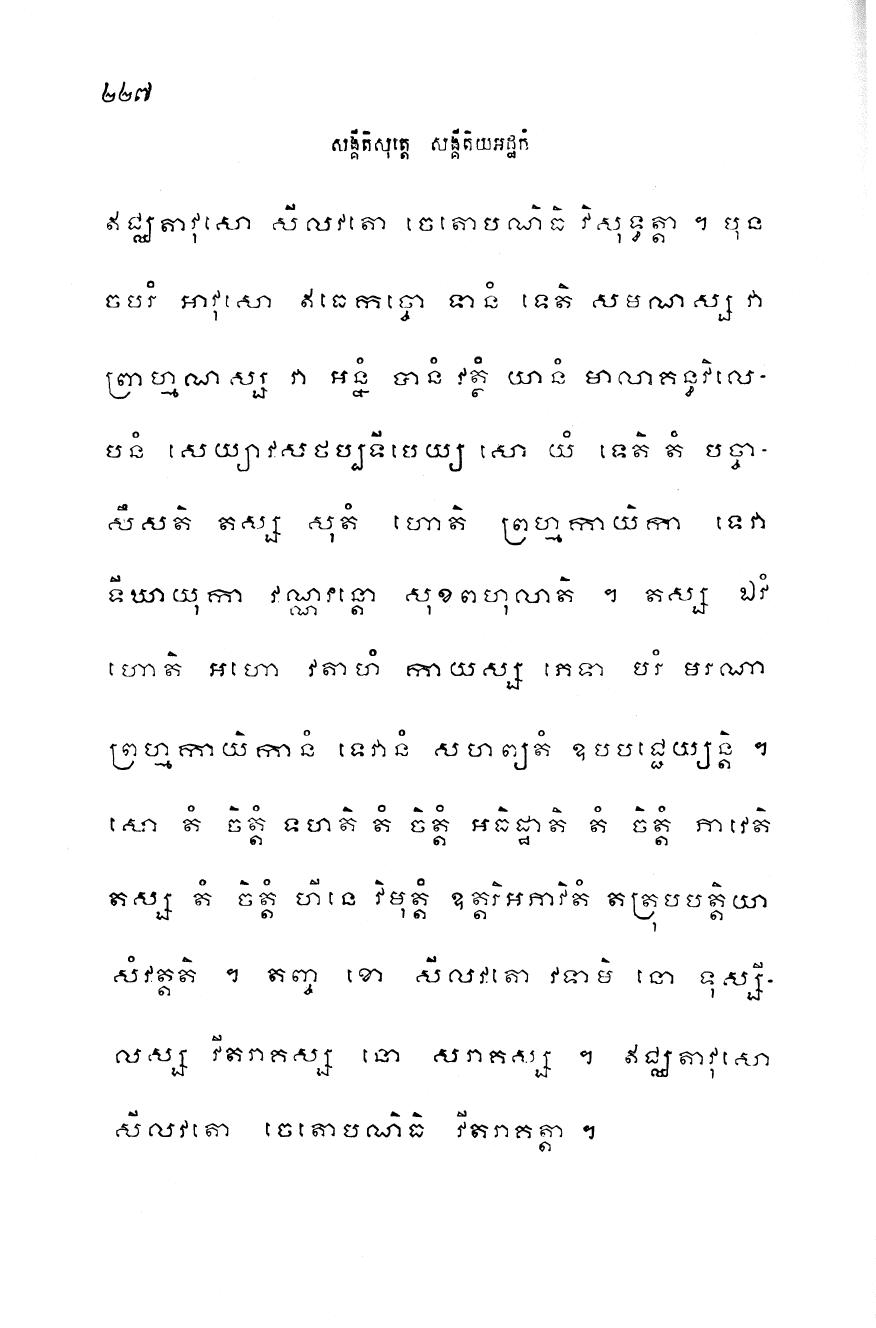 ២២៧
សង្គីតិសុត្តេ សង្គីតិយអដ្ឋកំ
ឥជ្ឈតាវុសោ សីលវតោ ចេតោបណិធិ វិសុទ្ធត្តា ។ បុន
ចបរំ អាវុសោ ឥធេកច្ចោ ទានំ ទេតិ សមណស្ស វា
ព្រាហ្មណស្ស វា អន្នំ បានំ វត្ថំ យានំ មាលាគន្ធវិលេ-
បនំ សេយ្យាវសថប្បទីបេយ្យ សោ យំ ទេតិ តំ បច្ចា-
សឹសតិ តស្ស សុតំ ហោតិ ព្រហ្មកាយិកា ទេវា
ទីឃាយុកា វណ្ណវន្តោ សុខពហុលាតិ ។ តស្ស ឯវំ
ហោតិ អហោ វតាហំ កាយស្ស ភេទា បរំ មរណា
ព្រហ្មកាយិកានំ ទេវានំ សហព្យតំ ឧបបជ្ជេយ្យន្តិ ។
សោ តំ ចិត្តំ ទហតិ តំ ចិត្តំ អធិដ្ឋាតិ តំ ចិត្តំ ភាវេតិ
តស្ស តំ ចិត្តំ ហីនេ វិមុត្តំ ឧត្តរិអភាវិតំ តត្រុបបត្តិយា
សំវត្តតិ ។ តញ្ច ខោ សីលវតោ វទាមិ នោ ទុស្សី-
លស្ស វីតរាគស្ស នោ សរាគស្ស ។ ឥជ្ឈតាវុសោ
សីលវតោ ចេតោបណិធិ វីតរាគត្តា ។